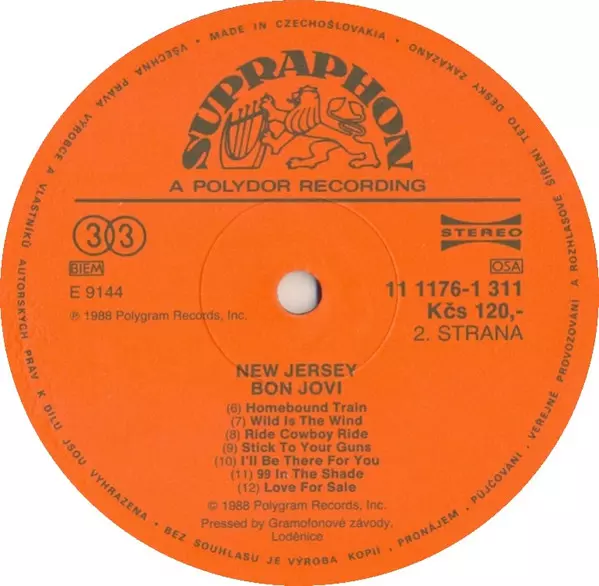 MADE IN CZECHOSLOVAKIA • VŠECHNA PRÁVA VÝROBCE A VLASTNÍKŮ AUTORSKÝCH PRÁV K DÍLU JSOU VYHRAZENA • BEZ SOUHLASU JE VÝROBA KOPIÍ, PRONÁJEM, PŮJČOVÁNÍ, VEŘEJNÉ PROVOZOVÁNÍ A ROZHLASOVÉ ŠÍŘENÍ TÉTO DESKY ZAKÁZÁNO •
SUPRAPHON
A POLYDOR RECORDING
33
BIEM
E 9144
℗ 1988 Polygram Records, Inc.
STEREO
OSA
11 1176-1 311
Kčs 120,-
2. STRANA
NEW JERSEY
BON JOVI
(6) Homebound Train
(7) Wild Is The Wind
(8) Ride Cowboy Ride
(9) Stick To Your Guns
(10) I'll Be There For You
(11) 99 In The Shade
(12) Love For Sale
© 1988 Polygram Records, Inc.
Pressed by Gramofonové závody,
Loděnice